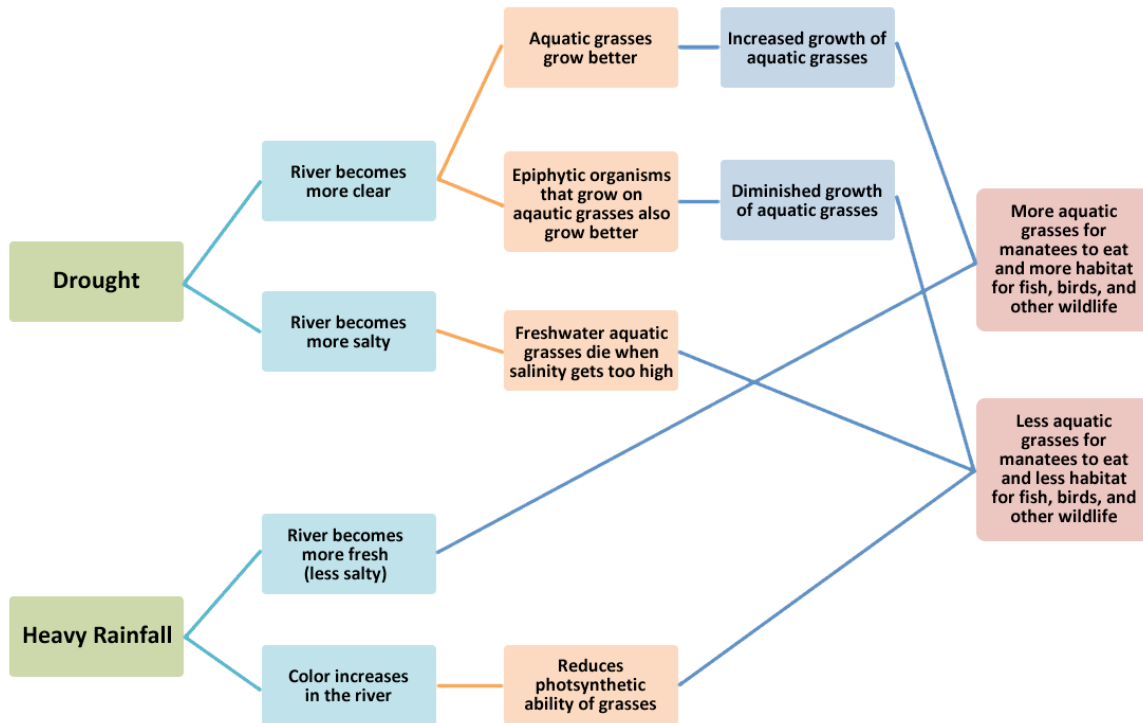 Aquatic grasses
grow better
Increased growth of
aquatic grasses
River becomes
more clear
Epiphytic organisms
that grow on
aqautic grasses also
grow better
Diminished growth
of aquatic grasses
More aquatic
grasses for
manatees to eat
and more habitat
for fish, birds, and
other wildlife
Drought
River becomes
more salty
Freshwater aquatic
grasses die when
salinity gets too high
Less aquatic
grasses for
manatees to eat
and less habitat
for fish, birds, and
other wildlife
River becomes
more fresh
(less salty)
Heavy Rainfall
Color increases
in the river
Reduces
photsynthetic
ability of grasses